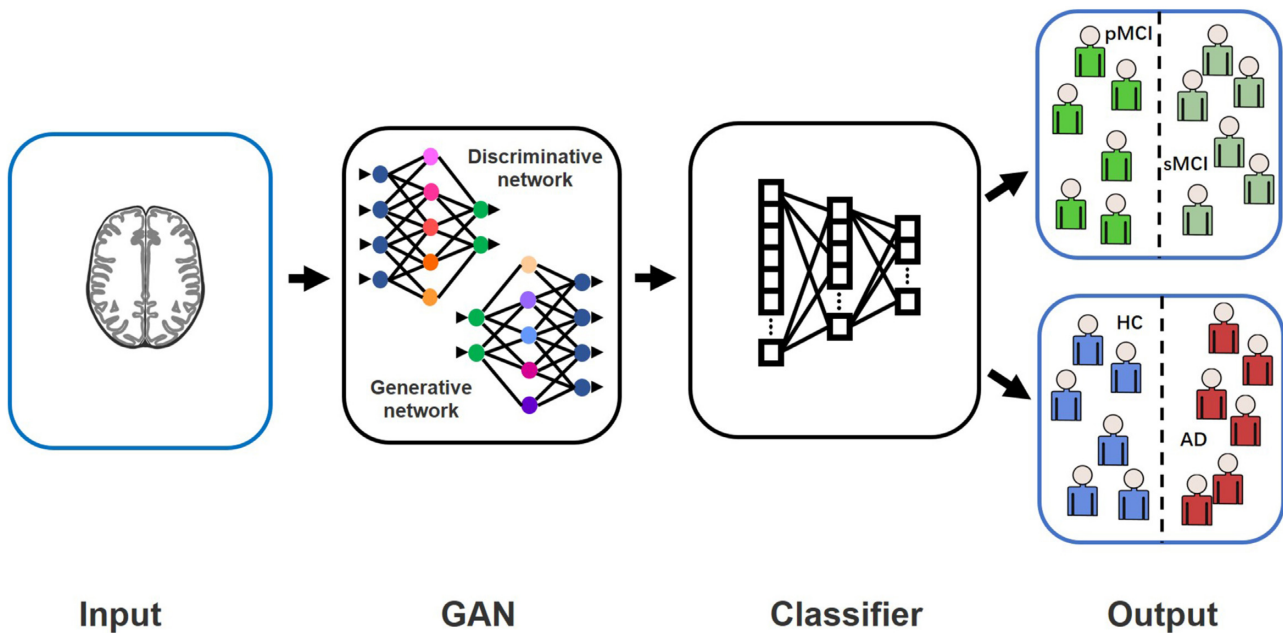 pMCI
sMCI
Discriminative
network
Generative
network
HC
AD
Input
GAN
Classifier
Output